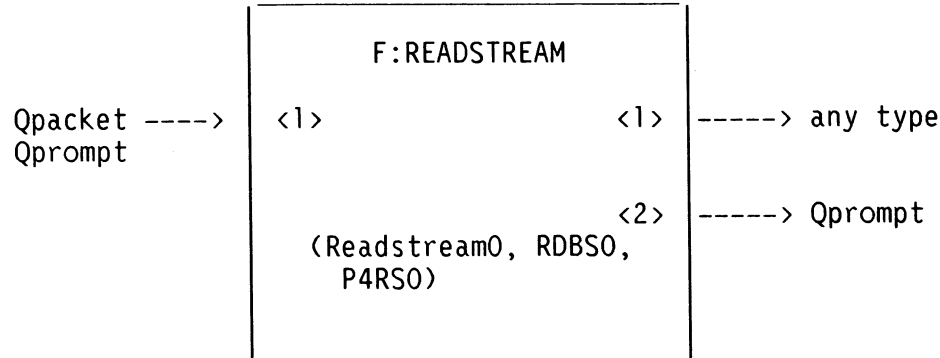 F:READSTREAM
Qpacket ----> <1> <1> -----> any type
Qprompt
<2> -----> Qprompt
(Readstream0, RDBS0,
P4RS0)